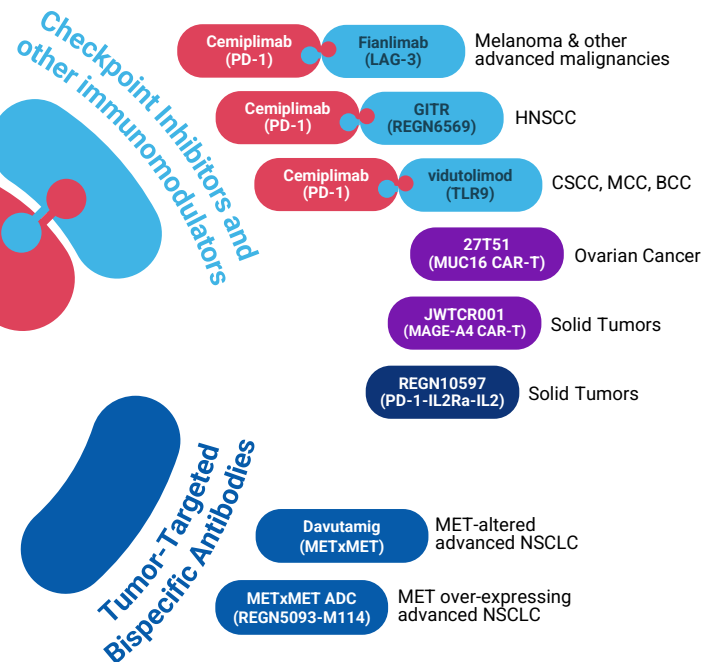 Checkpoint Inhibitors and
other immunomodulators
Cemiplimab
(PD-1)
Fianlimab
(LAG-3)
Melanoma & other
advanced malignancies
Cemiplimab
(PD-1)
GITR
(REGN6569)
HNSCC
Cemiplimab
(PD-1)
vidutolimod
(TLR9)
CSCC, MCC, BCC
27T51
(MUC16 CAR-T)
Ovarian Cancer
JWTCR001
(MAGE-A4 CAR-T)
Solid Tumors
REGN10597
(PD-1-IL2Ra-IL2)
Solid Tumors
Tumor-Targeted
Bispecific Antibodies
Davutamig
(METxMET)
MET-altered
advanced NSCLC
METxMET ADC
(REGN5093-M114)
MET over-expressing
advanced NSCLC